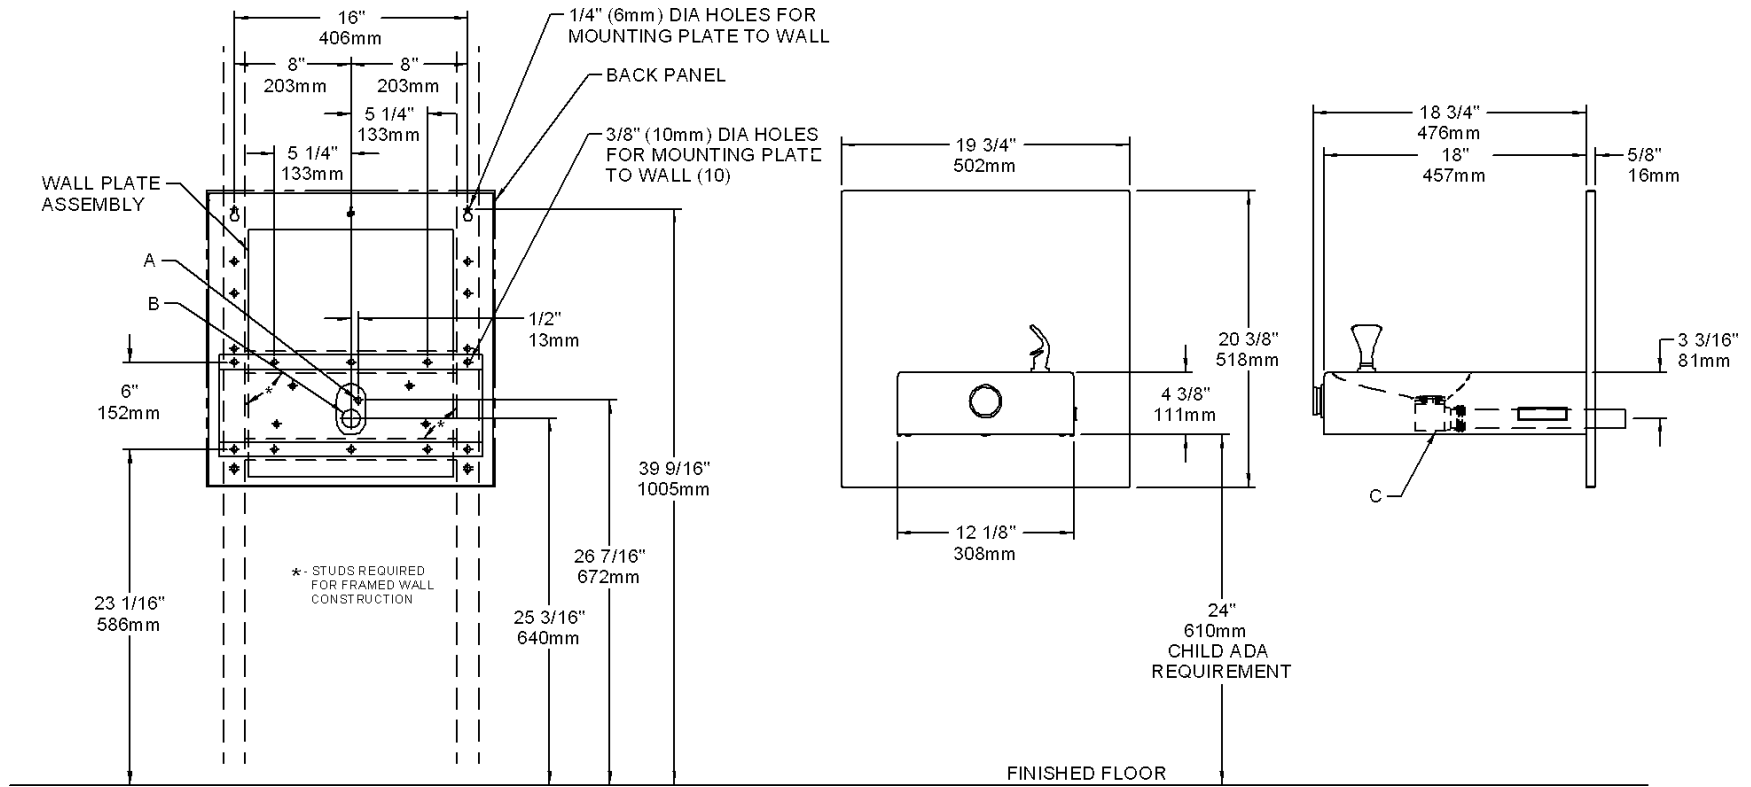 16"
406mm
8"
203mm
8"
203mm
5 1/4"
133mm
5 1/4"
133mm
1/4" (6mm) DIA HOLES FOR
MOUNTING PLATE TO WALL
BACK PANEL
3/8" (10mm) DIA HOLES
FOR MOUNTING PLATE
TO WALL (10)
WALL PLATE
ASSEMBLY
A
B
1/2"
13mm
6"
152mm
*
*
39 9/16"
1005mm
26 7/16"
672mm
25 3/16"
640mm
23 1/16"
586mm
* - STUDS REQUIRED
FOR FRAMED WALL
CONSTRUCTION
19 3/4"
502mm
20 3/8"
518mm
4 3/8"
111mm
12 1/8"
308mm
24"
610mm
CHILD ADA
REQUIREMENT
18 3/4"
476mm
18"
457mm
5/8"
16mm
3 3/16"
81mm
C
FINISHED FLOOR